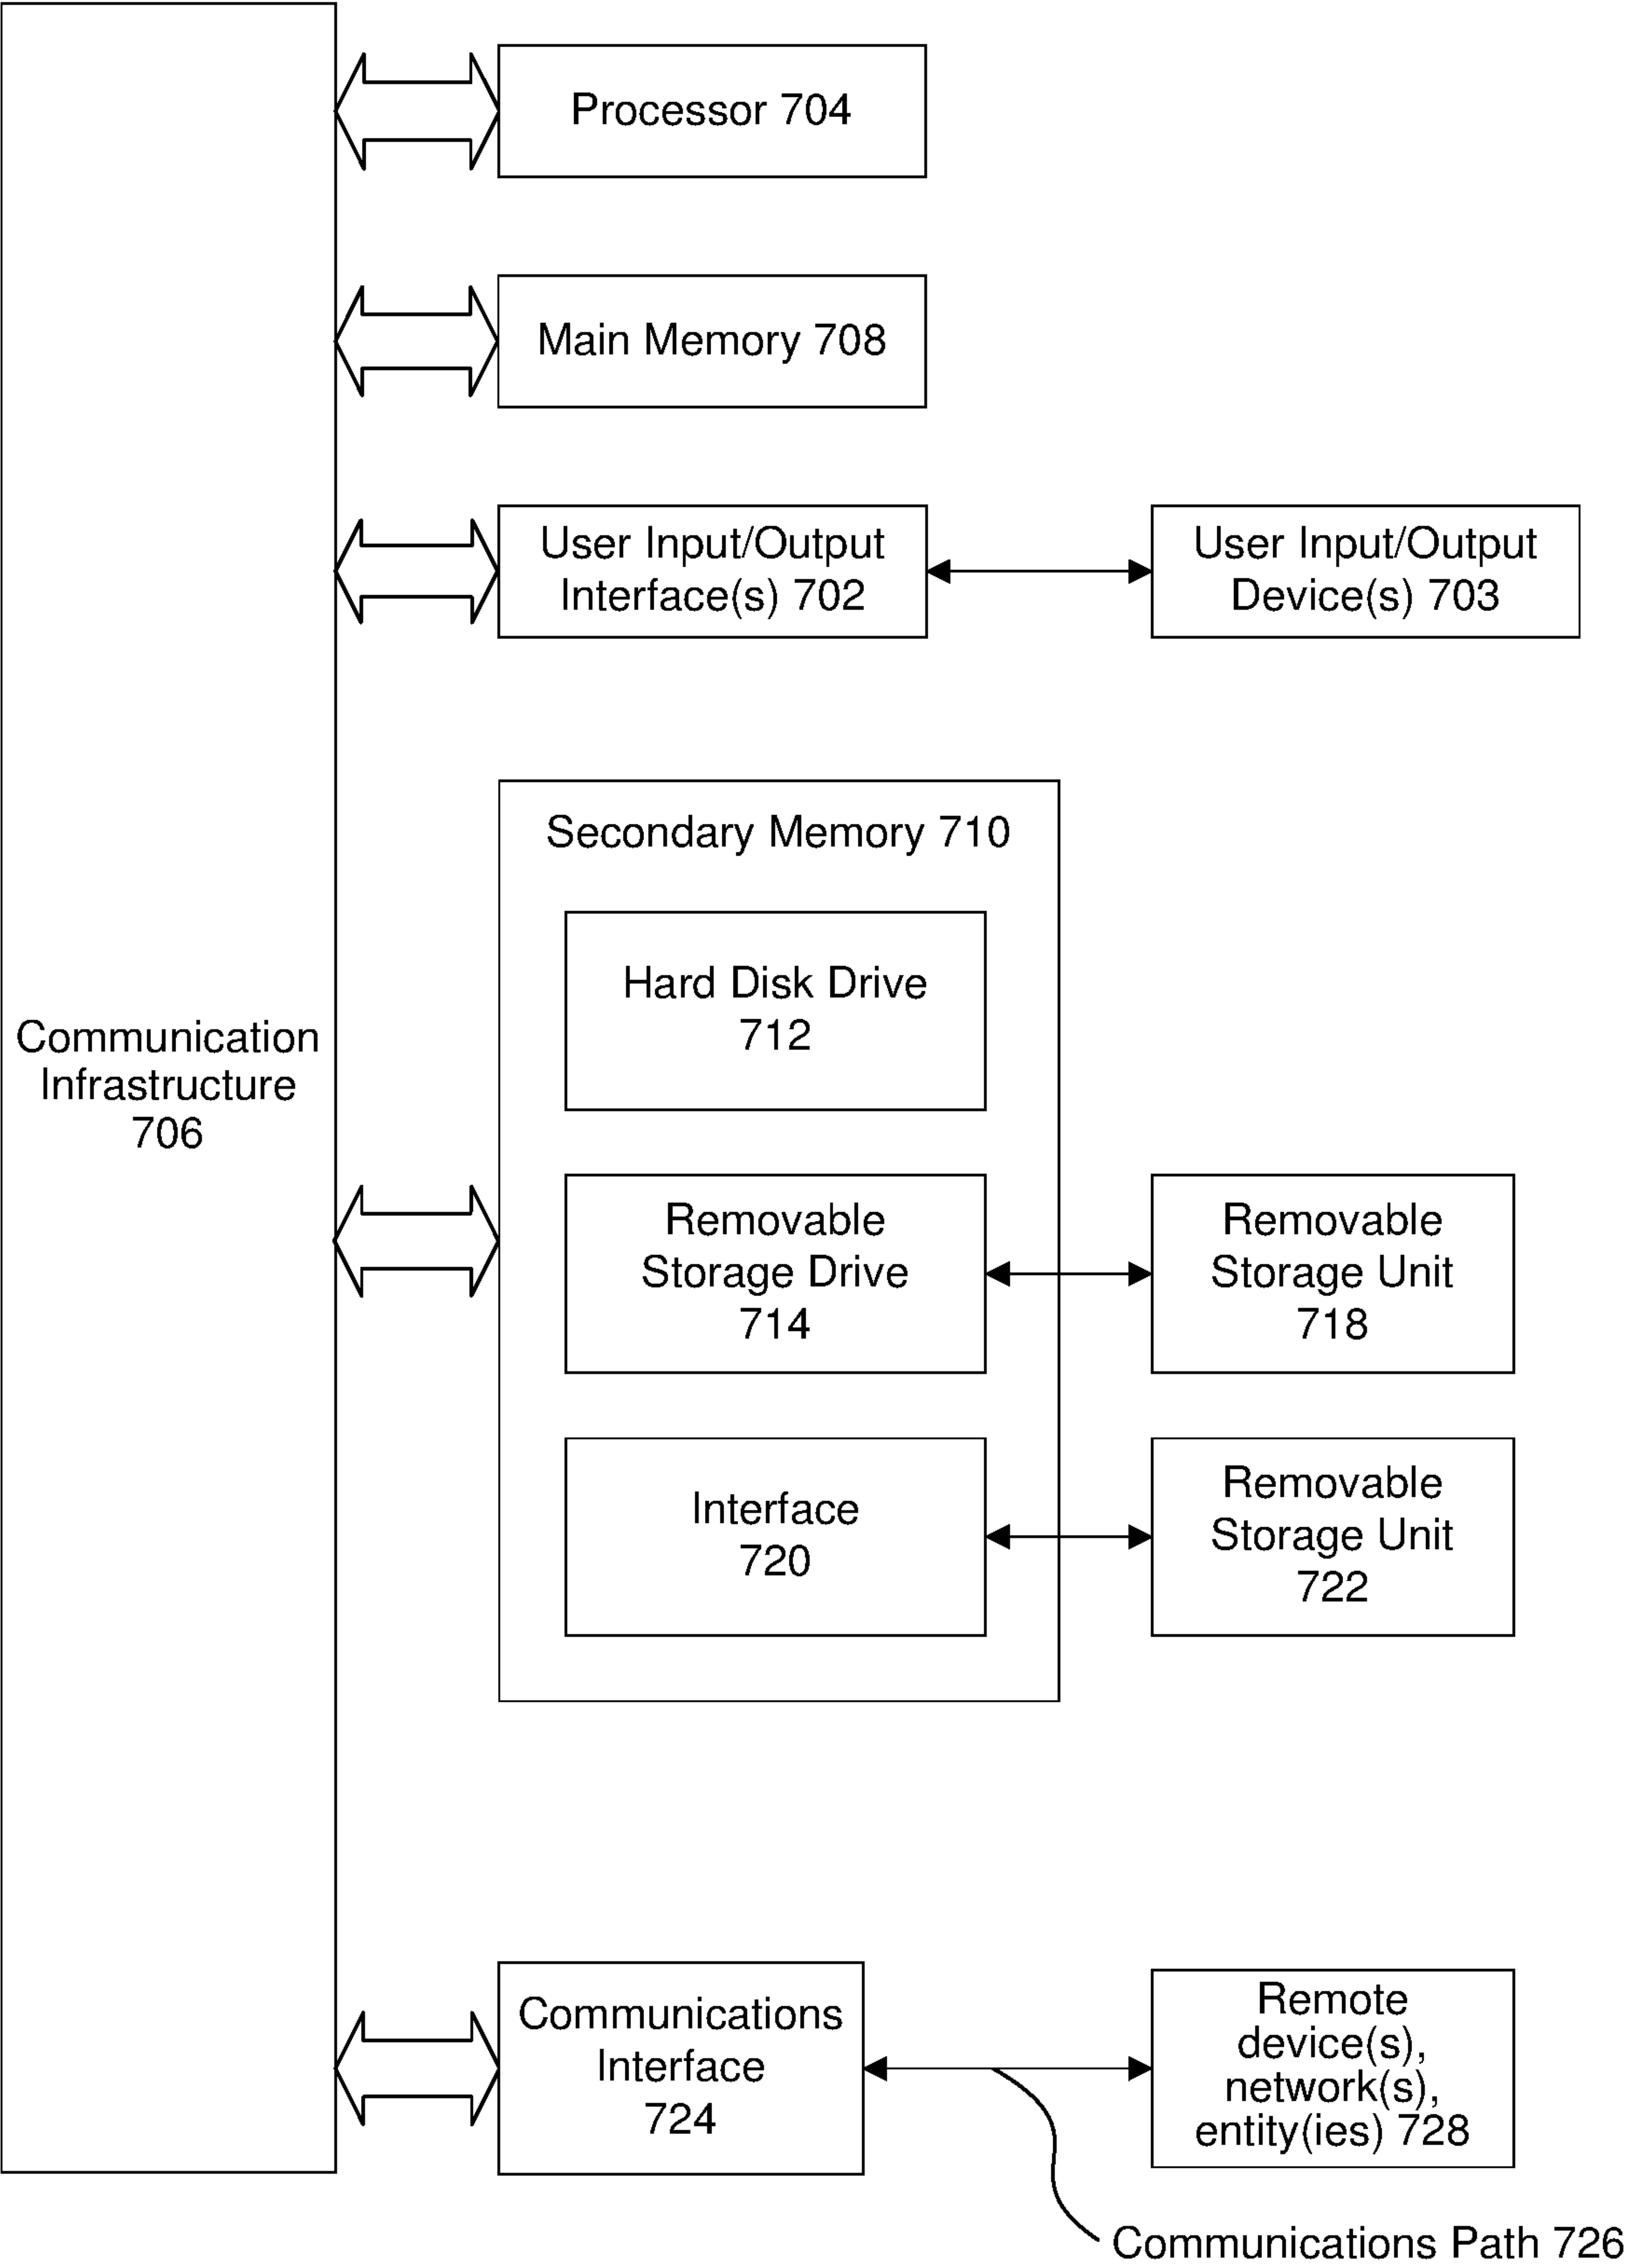 Processor 704
Main Memory 708
User Input/Output
Interface(s) 702
User Input/Output
Device(s) 703
Communication
Infrastructure
706
Secondary Memory 710
Hard Disk Drive
712
Removable
Storage Drive
714
Removable
Storage Unit
718
Interface
720
Removable
Storage Unit
722
Communications
Interface
724
Remote
device(s),
network(s),
entity(ies) 728
Communications Path 726